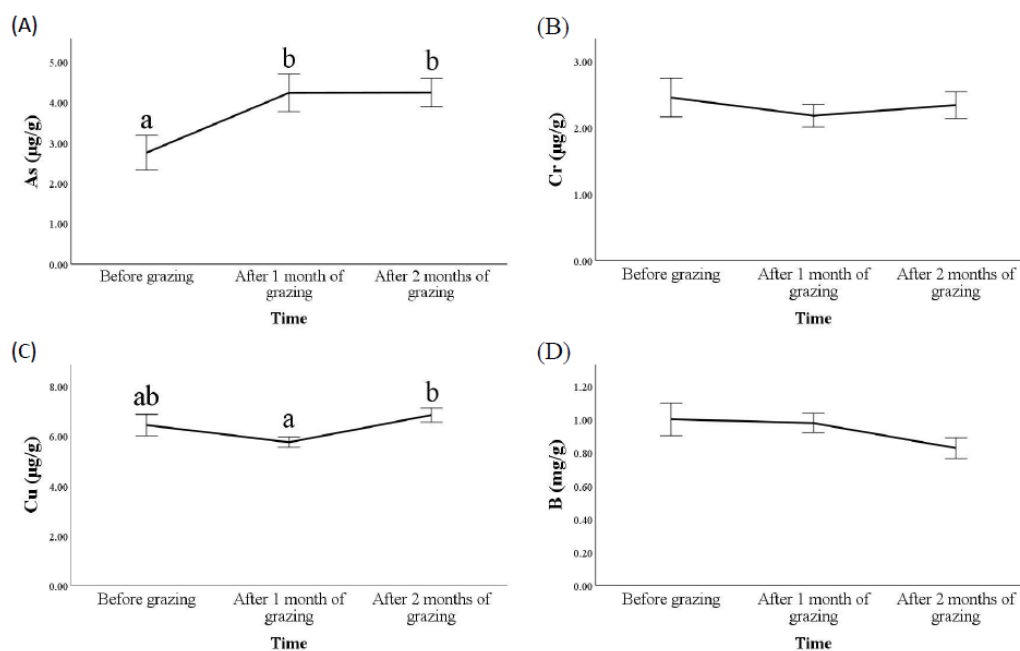 (A)
As (µg/g)
5.00
4.00
3.00
2.00
1.00
0.00
a
b
b
Before grazing
After 1 month of
grazing
After 2 months of
grazing
Time
(B)
Cr (µg/g)
3.00
2.00
1.00
0.00
Before grazing
After 1 month of
grazing
After 2 months of
grazing
Time
(C)
Cu (µg/g)
8.00
6.00
4.00
2.00
0.00
ab
a
b
Before grazing
After 1 month of
grazing
After 2 months of
grazing
Time
(D)
B (mg/g)
1.20
1.00
0.80
0.60
0.40
0.20
0.00
Before grazing
After 1 month of
grazing
After 2 months of
grazing
Time